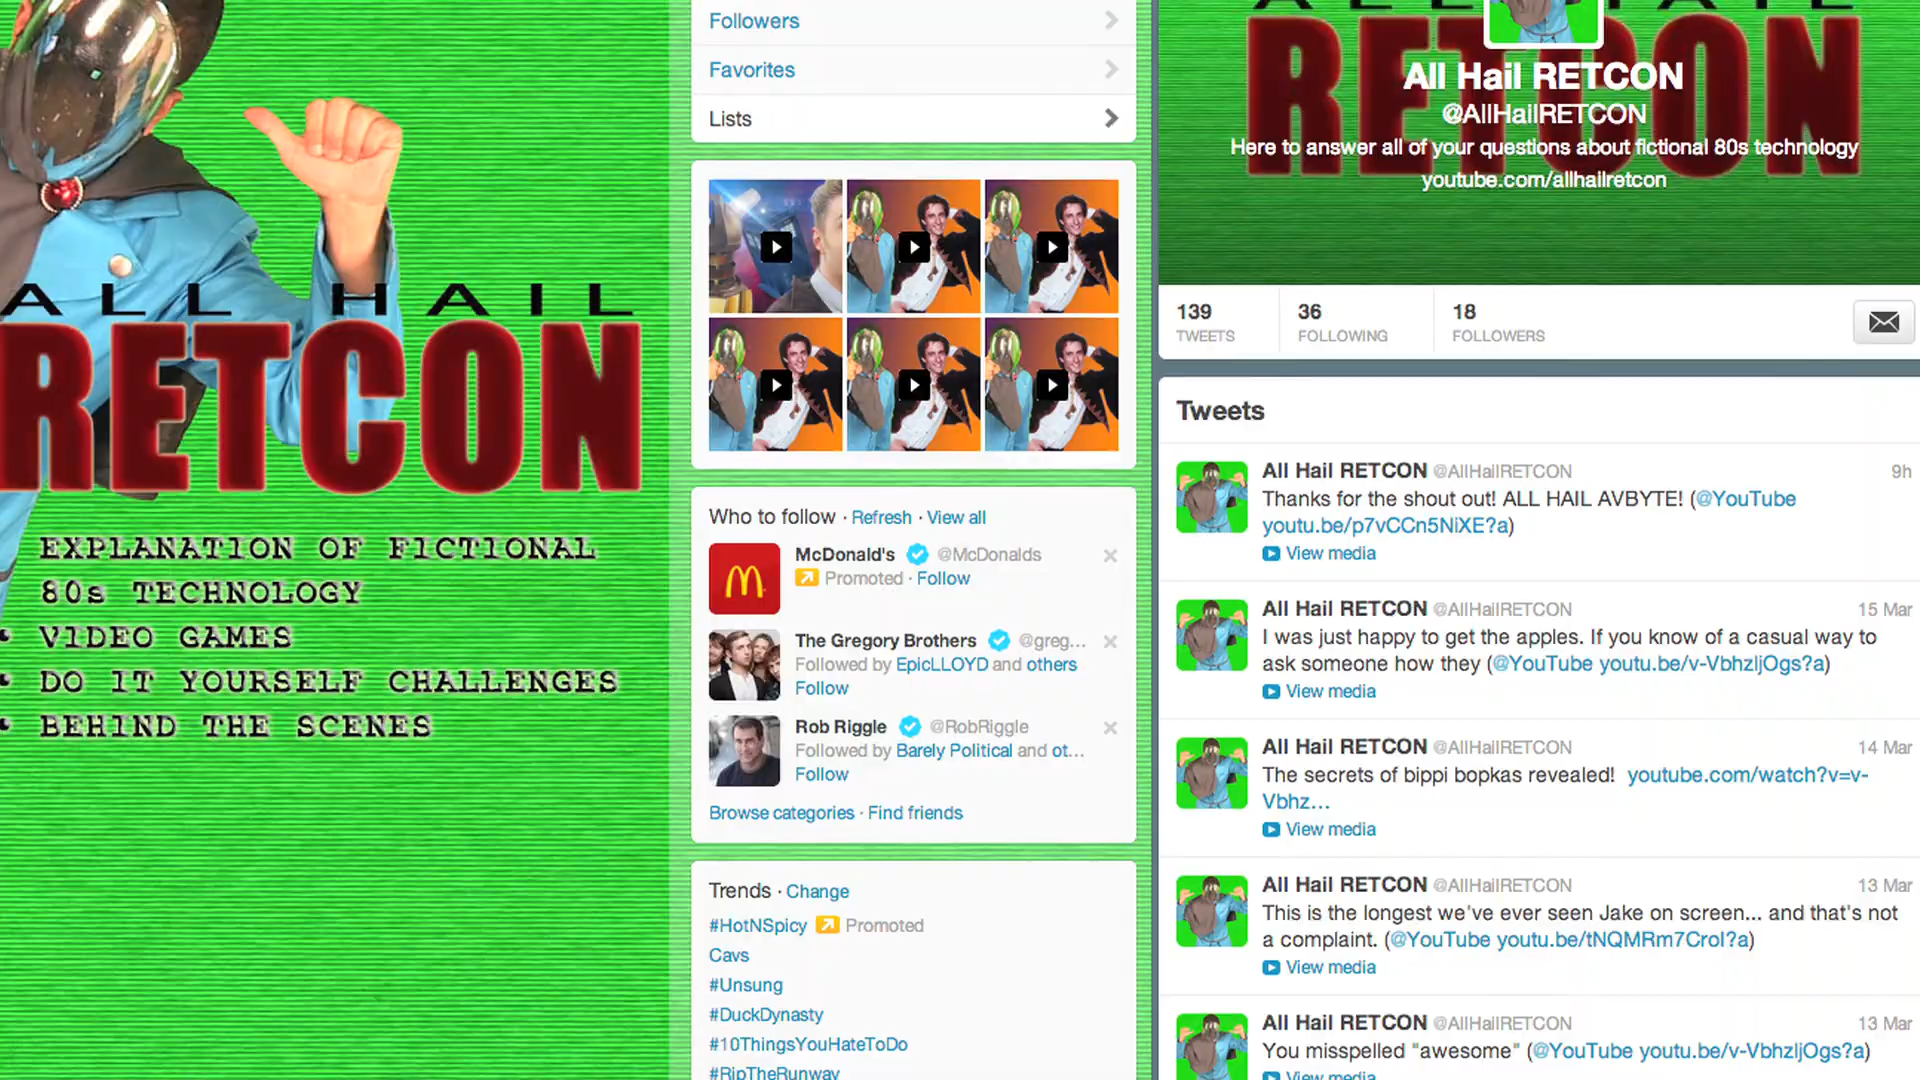 ALL HAIL
RETCON
EXPLANATION OF FICTIONAL
80s TECHNOLOGY
• VIDEO GAMES
• DO IT YOURSELF CHALLENGES
• BEHIND THE SCENES
Followers
Favorites
Lists
Who to follow · Refresh · View all
McDonald's @McDonalds
Promoted · Follow
The Gregory Brothers @greg...
Followed by EpicLLOYD and others
Follow
Rob Riggle @RobRiggle
Followed by Barely Political and ot...
Follow
Browse categories · Find friends
Trends · Change
#HotNSpicy Promoted
Cavs
#Unsung
#DuckDynasty
#10ThingsYouHateToDo
#RipTheRunway
RETCON
All Hail RETCON
@AllHailRETCON
Here to answer all of your questions about fictional 80s technology
youtube.com/allhailretcon
139 36 18
TWEETS FOLLOWING FOLLOWERS
Tweets
All Hail RETCON @AllHailRETCON 9h
Thanks for the shout out! ALL HAIL AVBYTE! (@YouTube
youtu.be/p7vCCn5NiXE?a)
View media
All Hail RETCON @AllHailRETCON 15 Mar
I was just happy to get the apples. If you know of a casual way to
ask someone how they (@YouTube youtu.be/v-VbhzljOgs?a)
View media
All Hail RETCON @AllHailRETCON 14 Mar
The secrets of bippi bopkas revealed! youtube.com/watch?v=v-
Vbhz...
View media
All Hail RETCON @AllHailRETCON 13 Mar
This is the longest we've ever seen Jake on screen... and that's not
a complaint. (@YouTube youtu.be/tNQMRm7CroI?a)
View media
All Hail RETCON @AllHailRETCON 13 Mar
You misspelled "awesome" (@YouTube youtu.be/v-VbhzljOgs?a)
View media